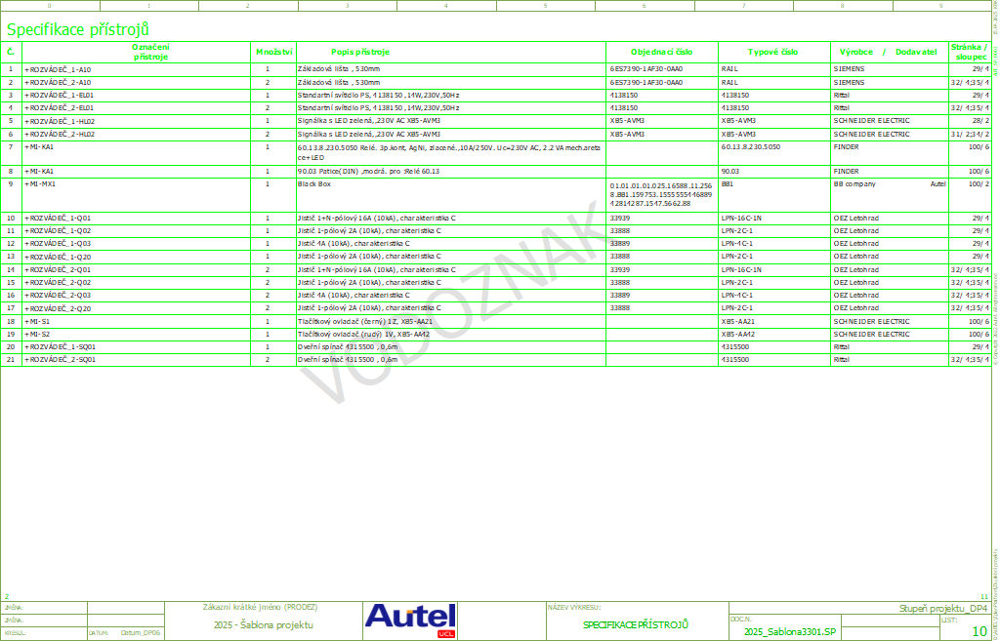 0 1 2 3 4 5 6 7 8 9
Specifikace přístrojů
Č. Označení přístroje Množství Popis přístroje Objednací číslo Typové číslo Výrobce / Dodavatel Stránka / sloupec
1 +ROZVÁDEČ_1-A10 1 Základová lišta , 530mm 6ES7390-1AF30-0AA0 RAIL SIEMENS 29/ 4
2 +ROZVÁDEČ_2-A10 2 Základová lišta , 530mm 6ES7390-1AF30-0AA0 RAIL SIEMENS 32/ 4;35/ 4
3 +ROZVÁDEČ_1-EL01 1 Standartní svítidlo PS, 4138150 ,14W,230V,50Hz 4138150 4138150 Rittal 29/ 4
4 +ROZVÁDEČ_2-EL01 2 Standartní svítidlo PS, 4138150 ,14W,230V,50Hz 4138150 4138150 Rittal 32/ 4;35/ 4
5 +ROZVÁDEČ_1-HL02 1 Signálka s LED zelená,,230V AC XB5-AVM3 XB5-AVM3 XB5-AVM3 SCHNEIDER ELECTRIC 28/ 2
6 +ROZVÁDEČ_2-HL02 2 Signálka s LED zelená,,230V AC XB5-AVM3 XB5-AVM3 XB5-AVM3 SCHNEIDER ELECTRIC 31/ 2;34/ 2
7 +MI-KA1 1 60.13.8.230.5050 Relé. 3p.kont, AgNi, zlacené.,10A/250V. Uc=230V AC, 2.2 VA mech.areta 60.13.8.230.5050 FINDER 100/ 6
ce+LED
8 +MI-KA1 1 90.03 Patice(DIN) ,modrá. pro :Relé 60.13 90.03 FINDER 100/ 6
9 +MI-MX1 1 Black Box 01.01.01.01.025.16588.11.256 BB1 BB company Autel 100/ 2
8.BB1.159753.1555555446889
42814287.1547.5662.88
10 +ROZVÁDEČ_1-Q01 1 Jistič 1+N-pólový 16A (10kA), charakteristika C 33939 LPN-16C-1N OEZ Letohrad 29/ 4
11 +ROZVÁDEČ_1-Q02 1 Jistič 1-pólový 2A (10kA), charakteristika C 33888 LPN-2C-1 OEZ Letohrad 29/ 4
12 +ROZVÁDEČ_1-Q03 1 Jistič 4A (10kA), charakteristika C 33889 LPN-4C-1 OEZ Letohrad 29/ 4
13 +ROZVÁDEČ_1-Q20 1 Jistič 1-pólový 2A (10kA), charakteristika C 33888 LPN-2C-1 OEZ Letohrad 29/ 4
14 +ROZVÁDEČ_2-Q01 2 Jistič 1+N-pólový 16A (10kA), charakteristika C 33939 LPN-16C-1N OEZ Letohrad 32/ 4;35/ 4
15 +ROZVÁDEČ_2-Q02 2 Jistič 1-pólový 2A (10kA), charakteristika C 33888 LPN-2C-1 OEZ Letohrad 32/ 4;35/ 4
16 +ROZVÁDEČ_2-Q03 2 Jistič 4A (10kA), charakteristika C 33889 LPN-4C-1 OEZ Letohrad 32/ 4;35/ 4
17 +ROZVÁDEČ_2-Q20 2 Jistič 1-pólový 2A (10kA), charakteristika C 33888 LPN-2C-1 OEZ Letohrad 32/ 4;35/ 4
18 +MI-S1 1 Tlačítkový ovladač (černý) 1Z, XB5-AA21 XB5-AA21 SCHNEIDER ELECTRIC 100/ 6
19 +MI-S2 1 Tlačítkový ovladač (rudý) 1V, XB5-AA42 XB5-AA42 SCHNEIDER ELECTRIC 100/ 6
20 +ROZVÁDEČ_1-SQ01 1 Dveřní spínač 4315500 , 0,6m 4315500 Rittal 29/ 4
21 +ROZVÁDEČ_2-SQ01 2 Dveřní spínač 4315500 , 0,6m 4315500 Rittal 32/ 4;35/ 4
VODOZNAK
2 11
ZMĚNA:
ZMĚNA:
KRESLIL: DATUM: Datum_DP06
Zákazní krátké jméno (PRODEZ)
2025 - Šablona projektu
Autel
UCL
NÁZEV VÝKRESU:
SPECIFIKACE PŘÍSTROJŮ
Stupeň projektu_DP4
DOC.N.
2025_Sablona3301.SP
LIST:
10